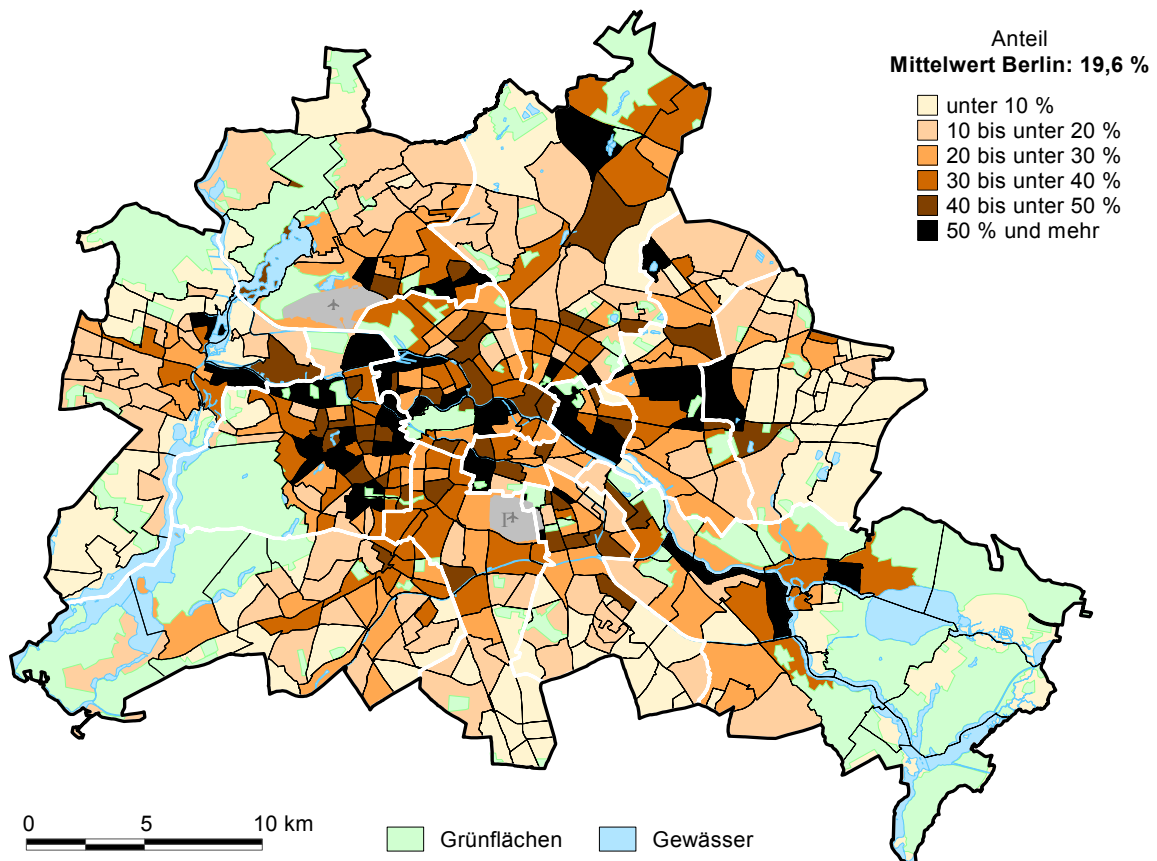 Anteil
Mittelwert Berlin: 19,6 %
unter 10 %
10 bis unter 20 %
20 bis unter 30 %
30 bis unter 40 %
40 bis unter 50 %
50 % und mehr
0 5 10 km
Grünflächen
Gewässer